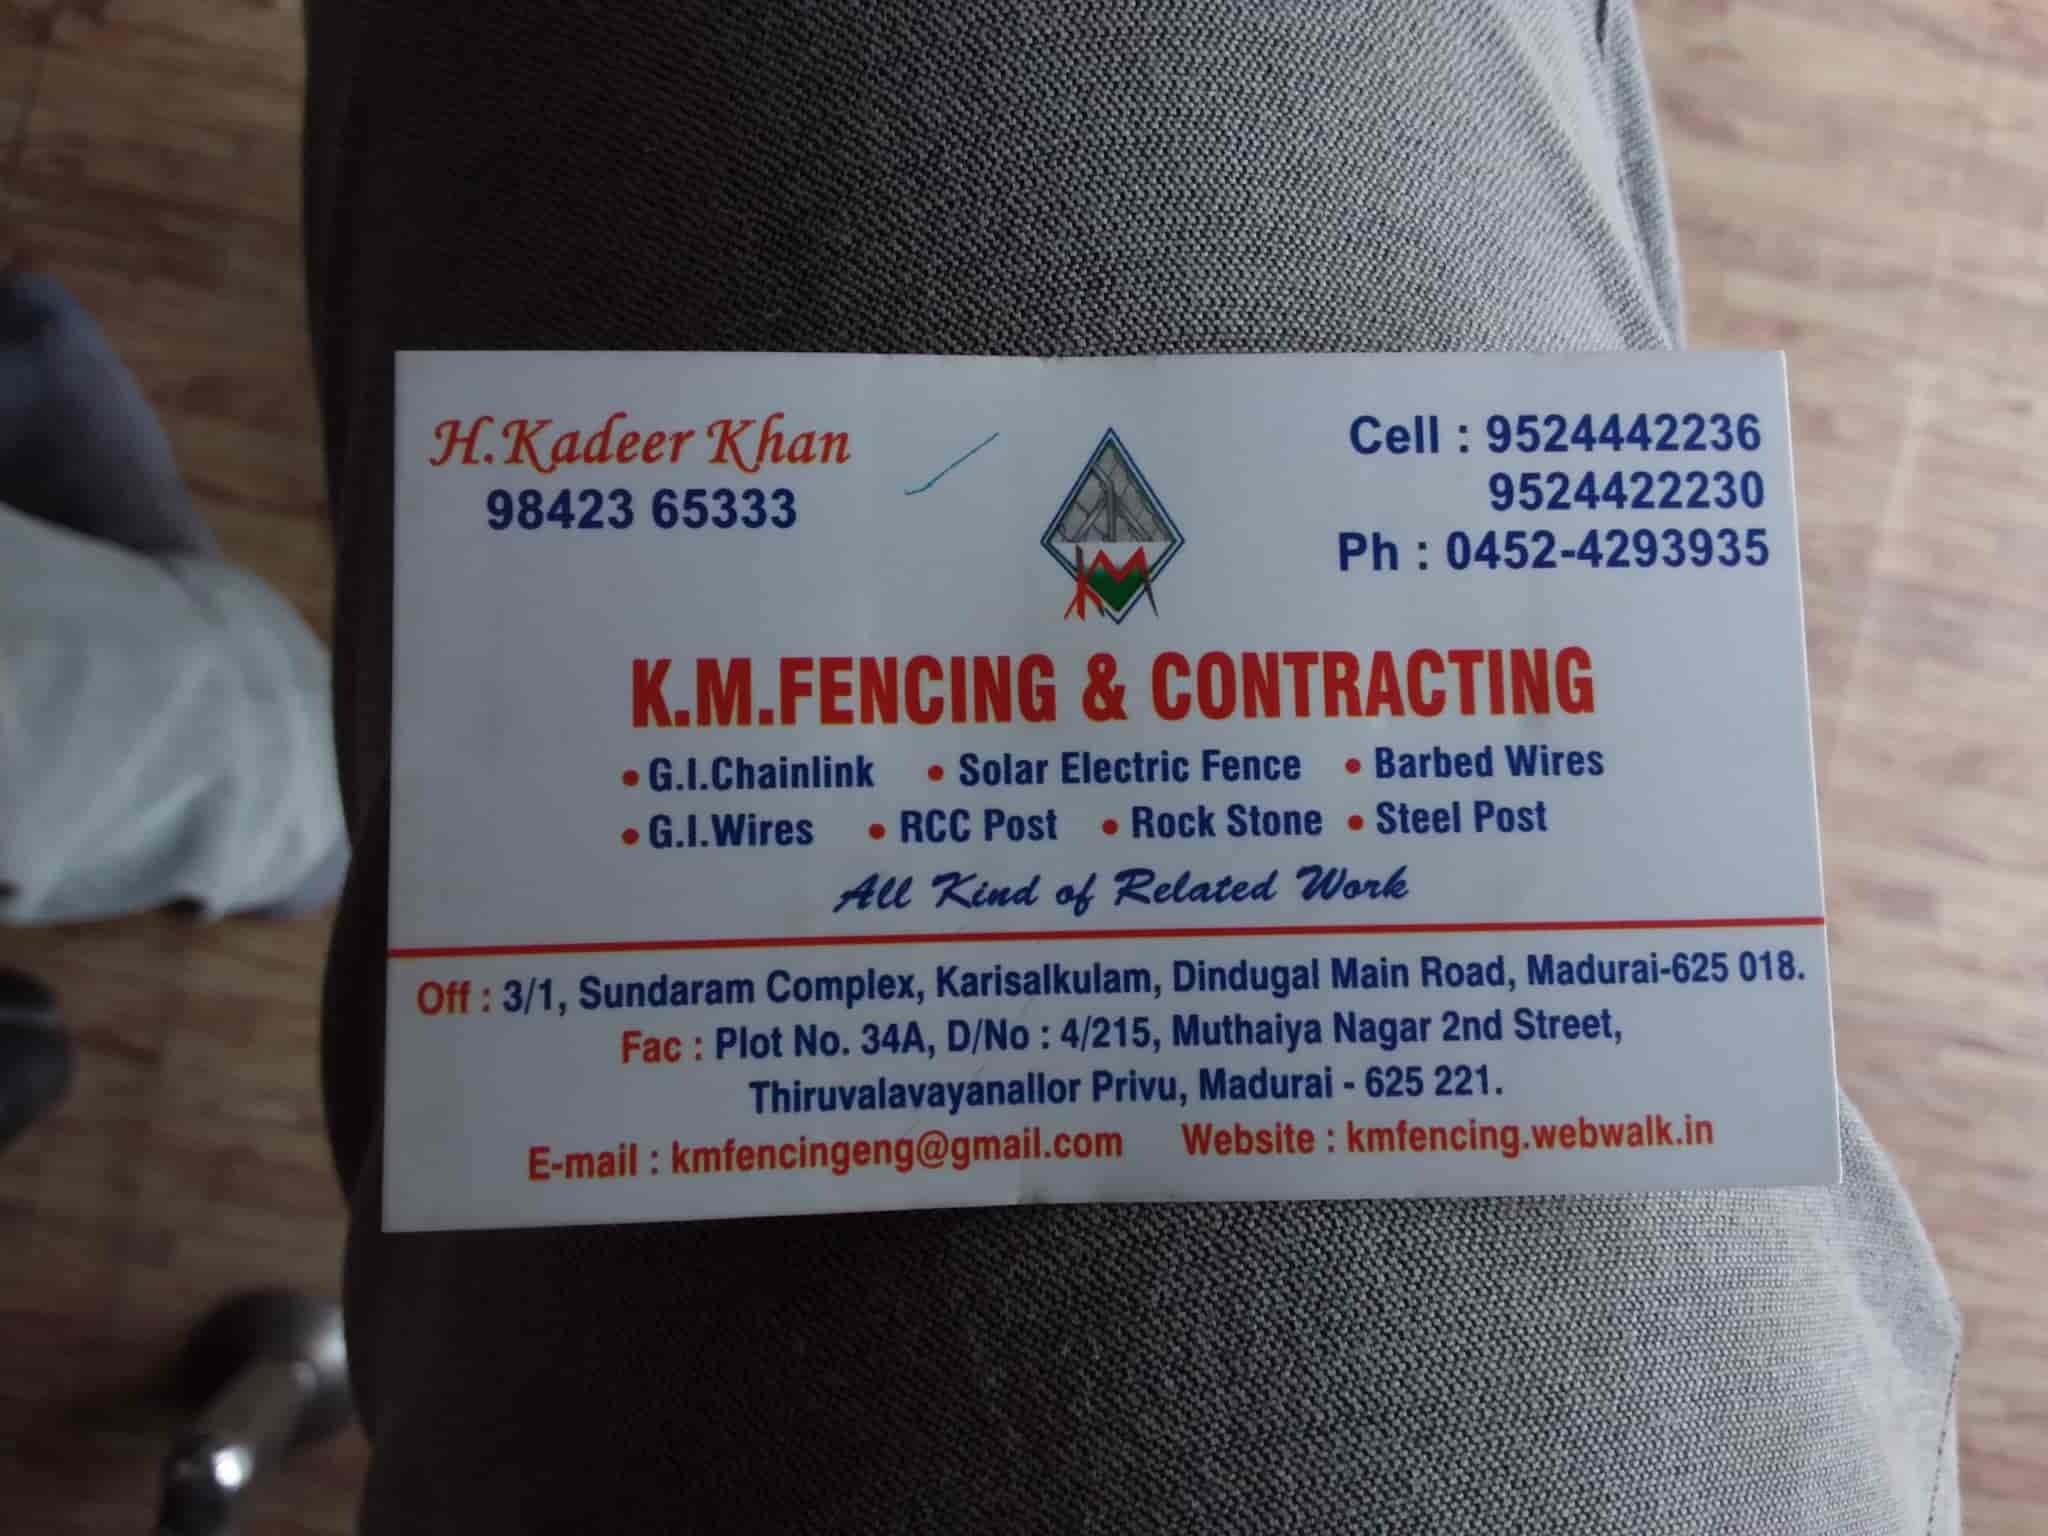 H.Kadeer Khan
98423 65333
Cell : 9524442236
9524422230
Ph : 0452-4293935
KM
K.M.FENCING & CONTRACTING
• G.I.Chainlink • Solar Electric Fence • Barbed Wires
• G.I.Wires • RCC Post • Rock Stone • Steel Post
All Kind of Related Work
Off : 3/1, Sundaram Complex, Karisalkulam, Dindugal Main Road, Madurai-625 018.
Fac : Plot No. 34A, D/No : 4/215, Muthaiya Nagar 2nd Street,
Thiruvalavayanallor Privu, Madurai - 625 221.
E-mail : kmfencingeng@gmail.com Website : kmfencing.webwalk.in